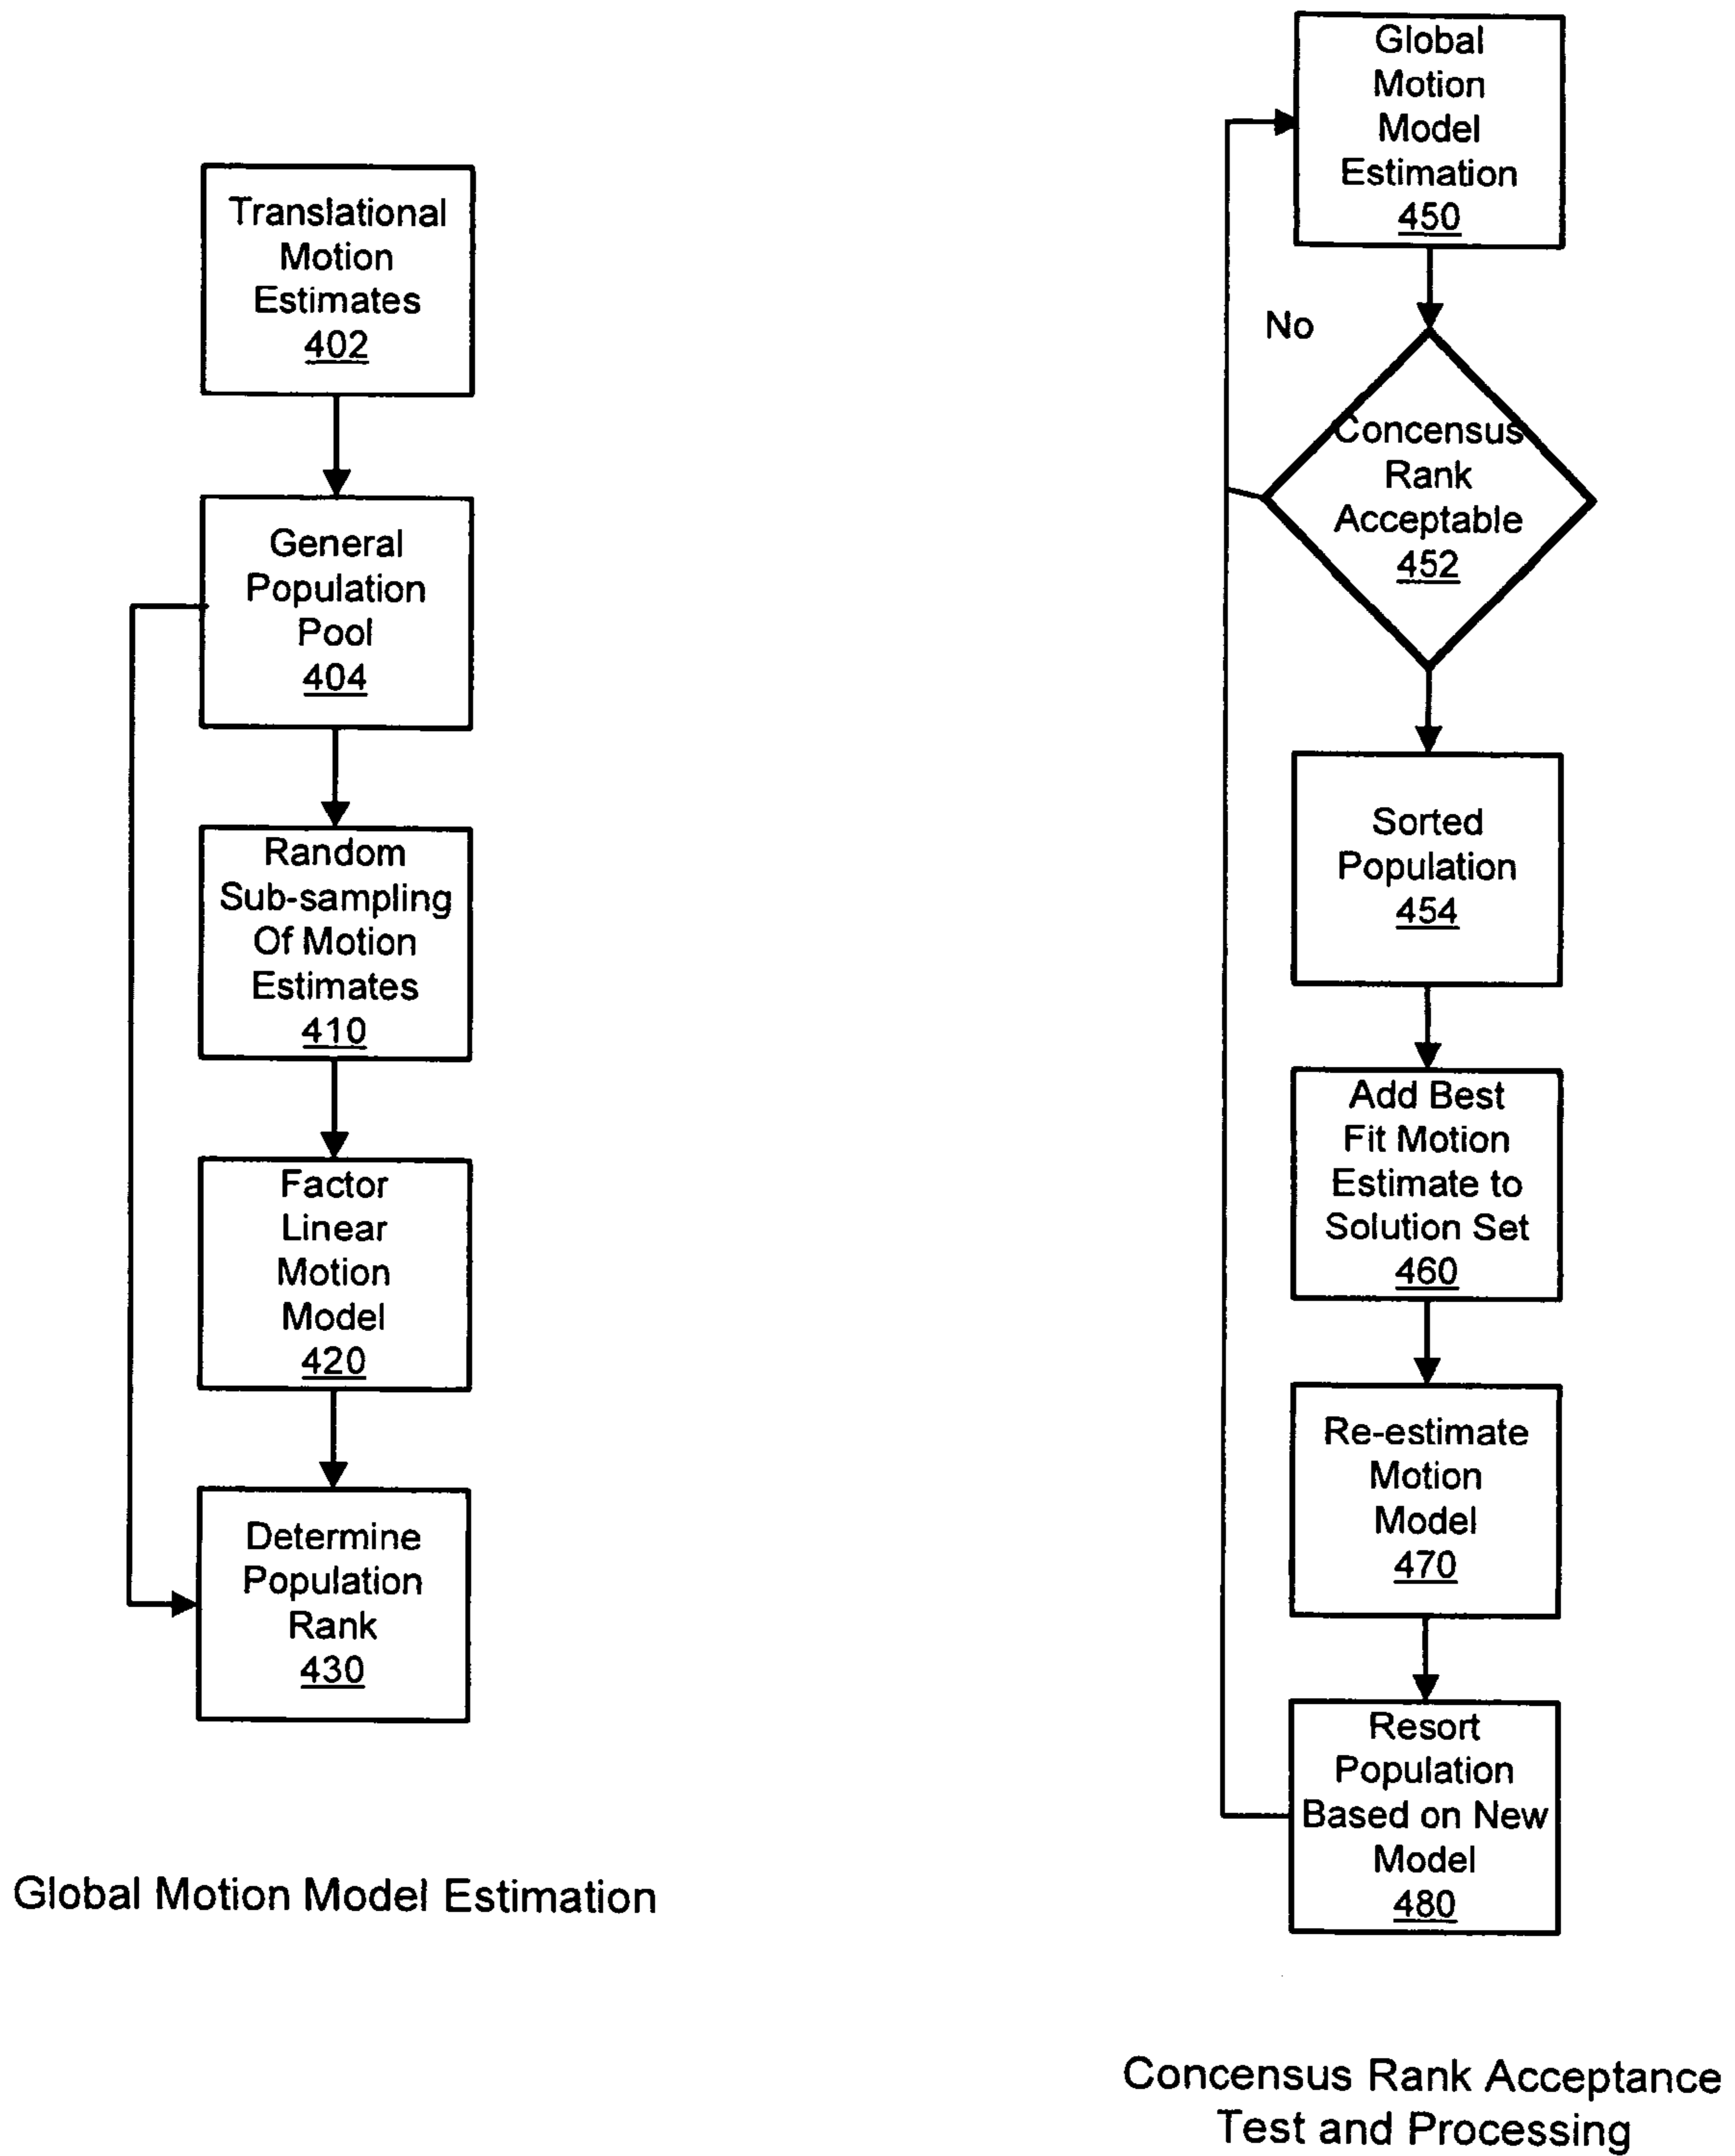 Translational
Motion
Estimates
402
General
Population
Pool
404
Random
Sub-sampling
Of Motion
Estimates
410
Factor
Linear
Motion
Model
420
Determine
Population
Rank
430
Global Motion Model Estimation
Global
Motion
Model
Estimation
450
No
Concensus
Rank
Acceptable
452
Sorted
Population
454
Add Best
Fit Motion
Estimate to
Solution Set
460
Re-estimate
Motion
Model
470
Resort
Population
Based on New
Model
480
Concensus Rank Acceptance
Test and Processing